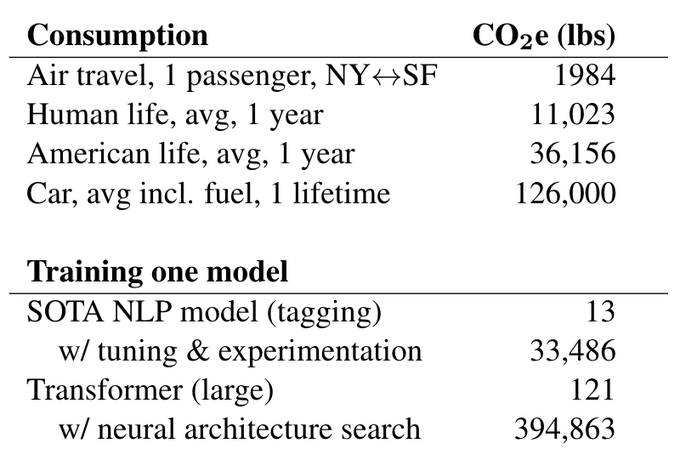 Consumption CO₂e (lbs)
Air travel, 1 passenger, NY↔SF 1984
Human life, avg, 1 year 11,023
American life, avg, 1 year 36,156
Car, avg incl. fuel, 1 lifetime 126,000
Training one model
SOTA NLP model (tagging) 13
w/ tuning & experimentation 33,486
Transformer (large) 121
w/ neural architecture search 394,863